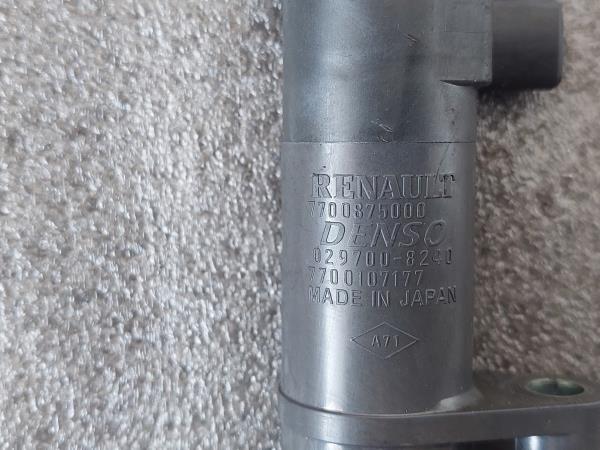 RENAULT
7700875000
DENSO
029700-8240
7700107177
MADE IN JAPAN
A71